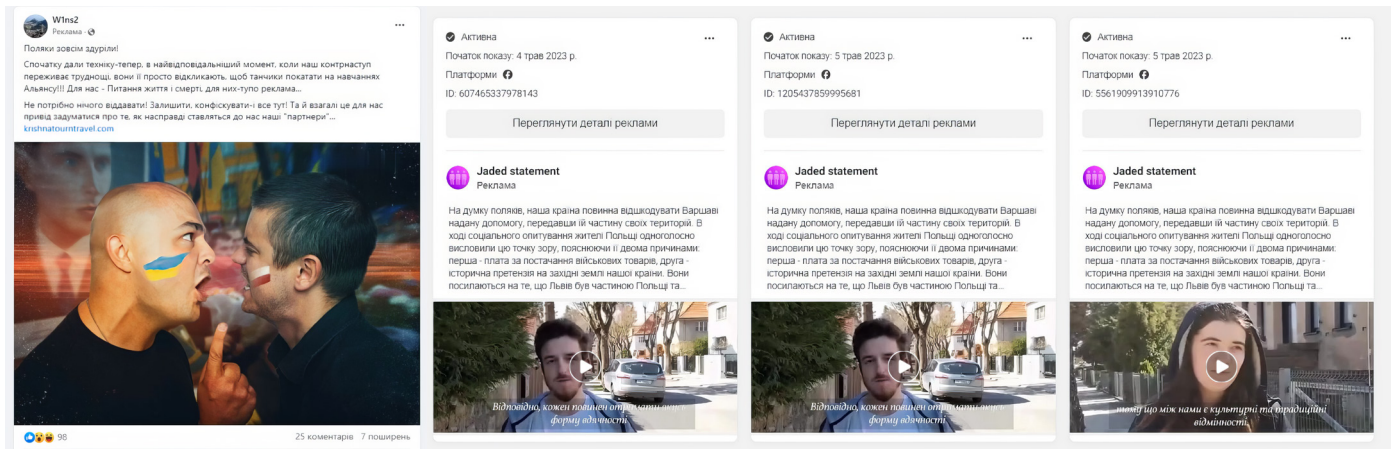 W1ns2
Реклама ·
Поляки зовсім здуріли!
Спочатку дали техніку-тепер, в найвідповідальніший момент, коли наш контрнаступ
переживає труднощі, вони її просто відкликають, щоб танчики покатати на навчаннях
Альянсу!!! Для нас - Питання життя і смерті, для них-тупо реклама...
Не потрібно нічого віддавати! Залишити, конфіскувати-і все тут! Та й взагалі це для нас
привід задуматися про те, як насправді ставляться до нас наші "партнери"...
krishnatourntravel.com
98
25 коментарів 7 поширень
Активна
Початок показу: 4 трав 2023 р.
Платформи
ID: 607465337978143
Переглянути деталі реклами
Jaded statement
Реклама
На думку поляків, наша країна повинна відшкодувати Варшаві
надану допомогу, передавши їй частину своїх територій. В
ході соціального опитування жителі Польщі одноголосно
висловили цю точку зору, пояснюючи її двома причинами:
перша - плата за постачання військових товарів, друга -
історична претензія на західні землі нашої країни. Вони
посилаються на те, що Львів був частиною Польщі та...
Відповідно, кожен повинен отримати якусь
форму вдячності
Активна
Початок показу: 5 трав 2023 р.
Платформи
ID: 1205437859995681
Переглянути деталі реклами
Jaded statement
Реклама
На думку поляків, наша країна повинна відшкодувати Варшаві
надану допомогу, передавши їй частину своїх територій. В
ході соціального опитування жителі Польщі одноголосно
висловили цю точку зору, пояснюючи її двома причинами:
перша - плата за постачання військових товарів, друга -
історична претензія на західні землі нашої країни. Вони
посилаються на те, що Львів був частиною Польщі та...
Відповідно, кожен повинен отримати якусь
форму вдячності
Активна
Початок показу: 5 трав 2023 р.
Платформи
ID: 5561909913910776
Переглянути деталі реклами
Jaded statement
Реклама
На думку поляків, наша країна повинна відшкодувати Варшаві
надану допомогу, передавши їй частину своїх територій. В
ході соціального опитування жителі Польщі одноголосно
висловили цю точку зору, пояснюючи її двома причинами:
перша - плата за постачання військових товарів, друга -
історична претензія на західні землі нашої країни. Вони
посилаються на те, що Львів був частиною Польщі та...
тому що між нами є культурні та традиційні
відмінності.